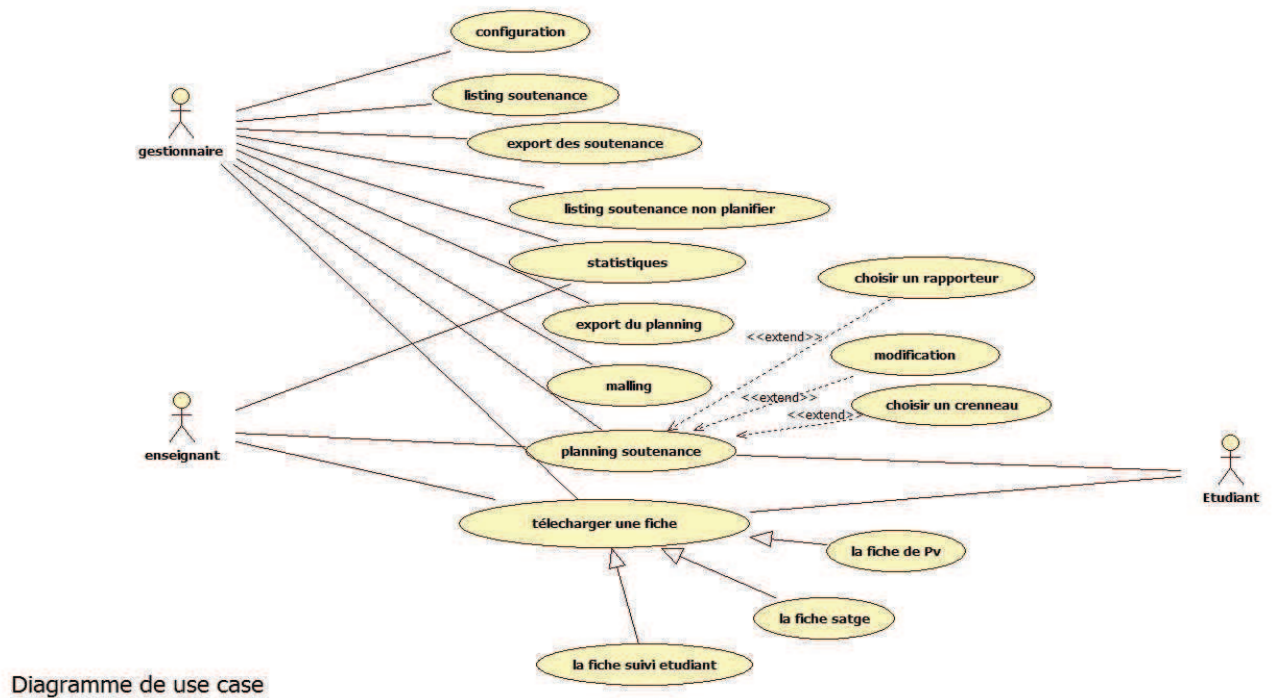 configuration
listing soutenance
gestionnaire
export des soutenance
listing soutenance non planifier
statistiques
choisir un rapporteur
export du planning
<<extend>>
modification
malling
<<extend>>
choisir un crenneau
<<extend>>
enseignant
planning soutenance
Etudiant
télecharger une fiche
la fiche de Pv
la fiche satge
la fiche suivi etudiant
Diagramme de use case